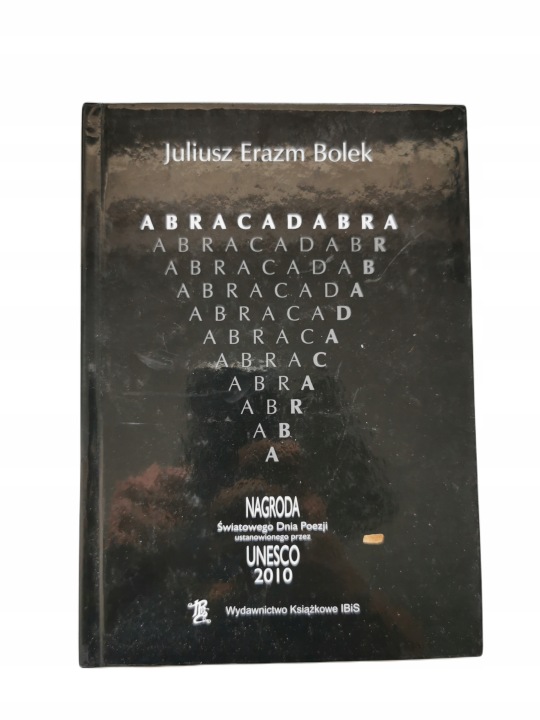 Juliusz Erazm Bolek
ABRACADABRA
ABRACADABR
ABRACADAB
ABRACADA
ABRACAD
ABRACA
ABRAC
ABRA
ABR
AB
A
NAGRODA
Światowego Dnia Poezji
ustanowionego przez
UNESCO
2010
Wydawnictwo Książkowe IBiS